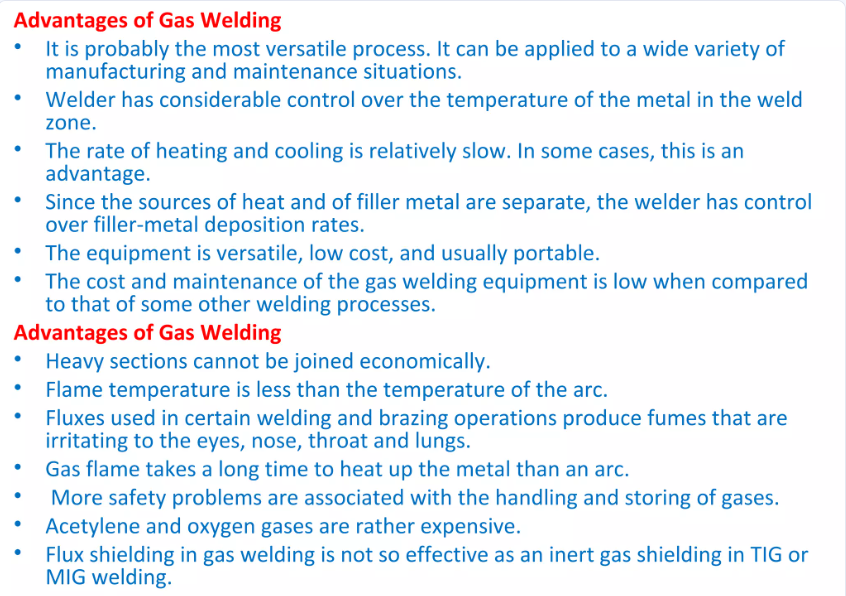 Advantages of Gas Welding
• It is probably the most versatile process. It can be applied to a wide variety of
manufacturing and maintenance situations.
• Welder has considerable control over the temperature of the metal in the weld
zone.
• The rate of heating and cooling is relatively slow. In some cases, this is an
advantage.
• Since the sources of heat and of filler metal are separate, the welder has control
over filler-metal deposition rates.
• The equipment is versatile, low cost, and usually portable.
• The cost and maintenance of the gas welding equipment is low when compared
to that of some other welding processes.
Advantages of Gas Welding
• Heavy sections cannot be joined economically.
• Flame temperature is less than the temperature of the arc.
• Fluxes used in certain welding and brazing operations produce fumes that are
irritating to the eyes, nose, throat and lungs.
• Gas flame takes a long time to heat up the metal than an arc.
• More safety problems are associated with the handling and storing of gases.
• Acetylene and oxygen gases are rather expensive.
• Flux shielding in gas welding is not so effective as an inert gas shielding in TIG or
MIG welding.